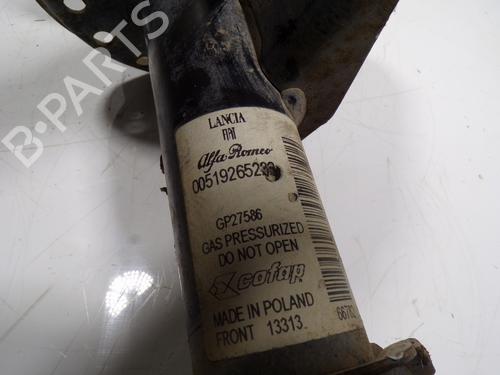 LANCIA
FIAT
Alfa Romeo
GP27586
GAS PRESSURIZED
DO NOT OPEN
cofap
MADE IN POLAND
FRONT 13313
B-PARTS